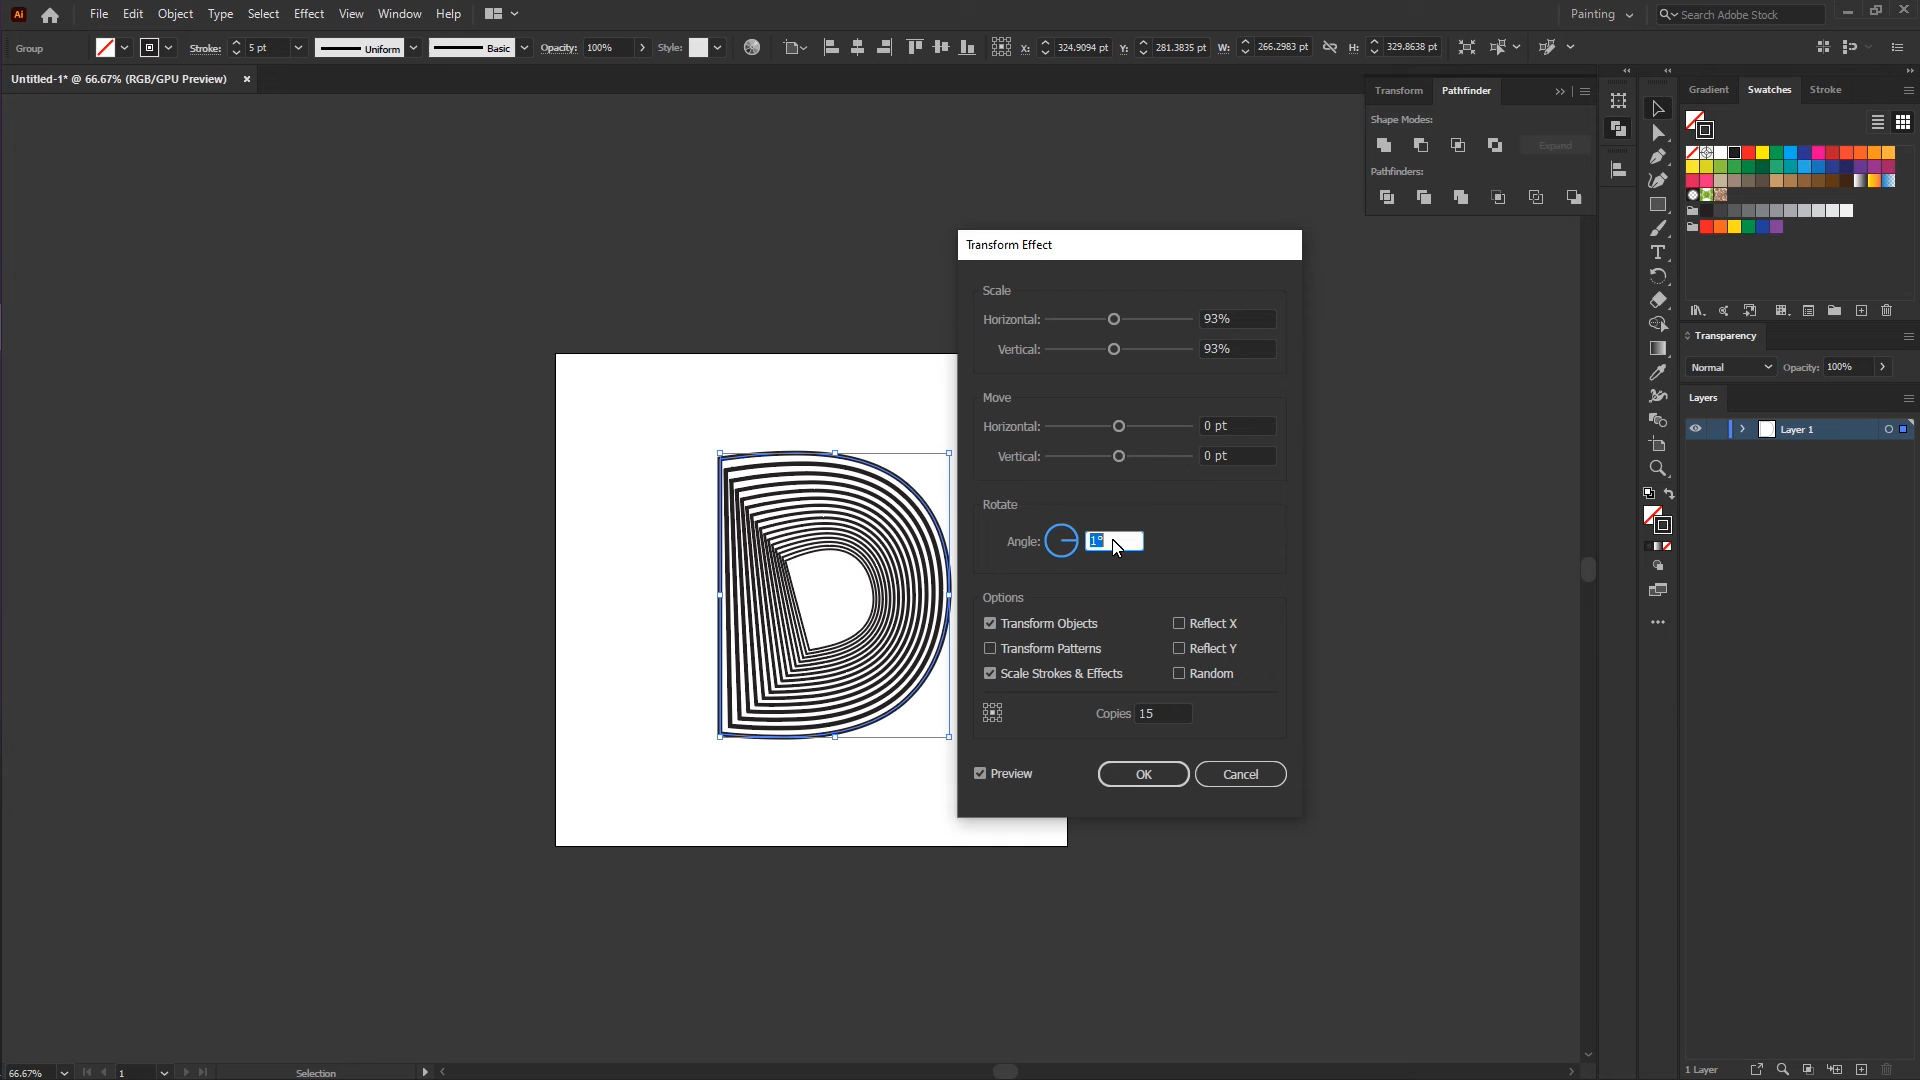 Ai File Edit Object Type Select Effect View Window Help Painting Search Adobe Stock
Group Stroke: 5 pt Uniform Basic Opacity: 100% Style: X: 324.9094 pt Y: 281.3835 pt W: 266.2983 pt H: 329.8638 pt
Untitled-1* @ 66.67% (RGB/GPU Preview)
Transform Pathfinder
Shape Modes:
Expand
Pathfinders:
Gradient Swatches Stroke
Transparency
Normal Opacity: 100%
Layers
Layer 1
Transform Effect
Scale
Horizontal: 93%
Vertical: 93%
Move
Horizontal: 0 pt
Vertical: 0 pt
Rotate
Angle: 1°
Options
Transform Objects Reflect X
Transform Patterns Reflect Y
Scale Strokes & Effects Random
Copies 15
Preview OK Cancel
66.67% 1 Selection
1 Layer